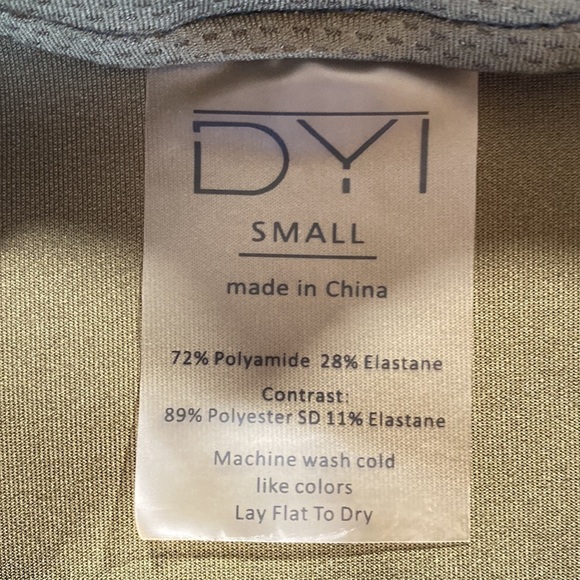 DYI
SMALL
made in China
72% Polyamide 28% Elastane
Contrast:
89% Polyester SD 11% Elastane
Machine wash cold
like colors
Lay Flat To Dry